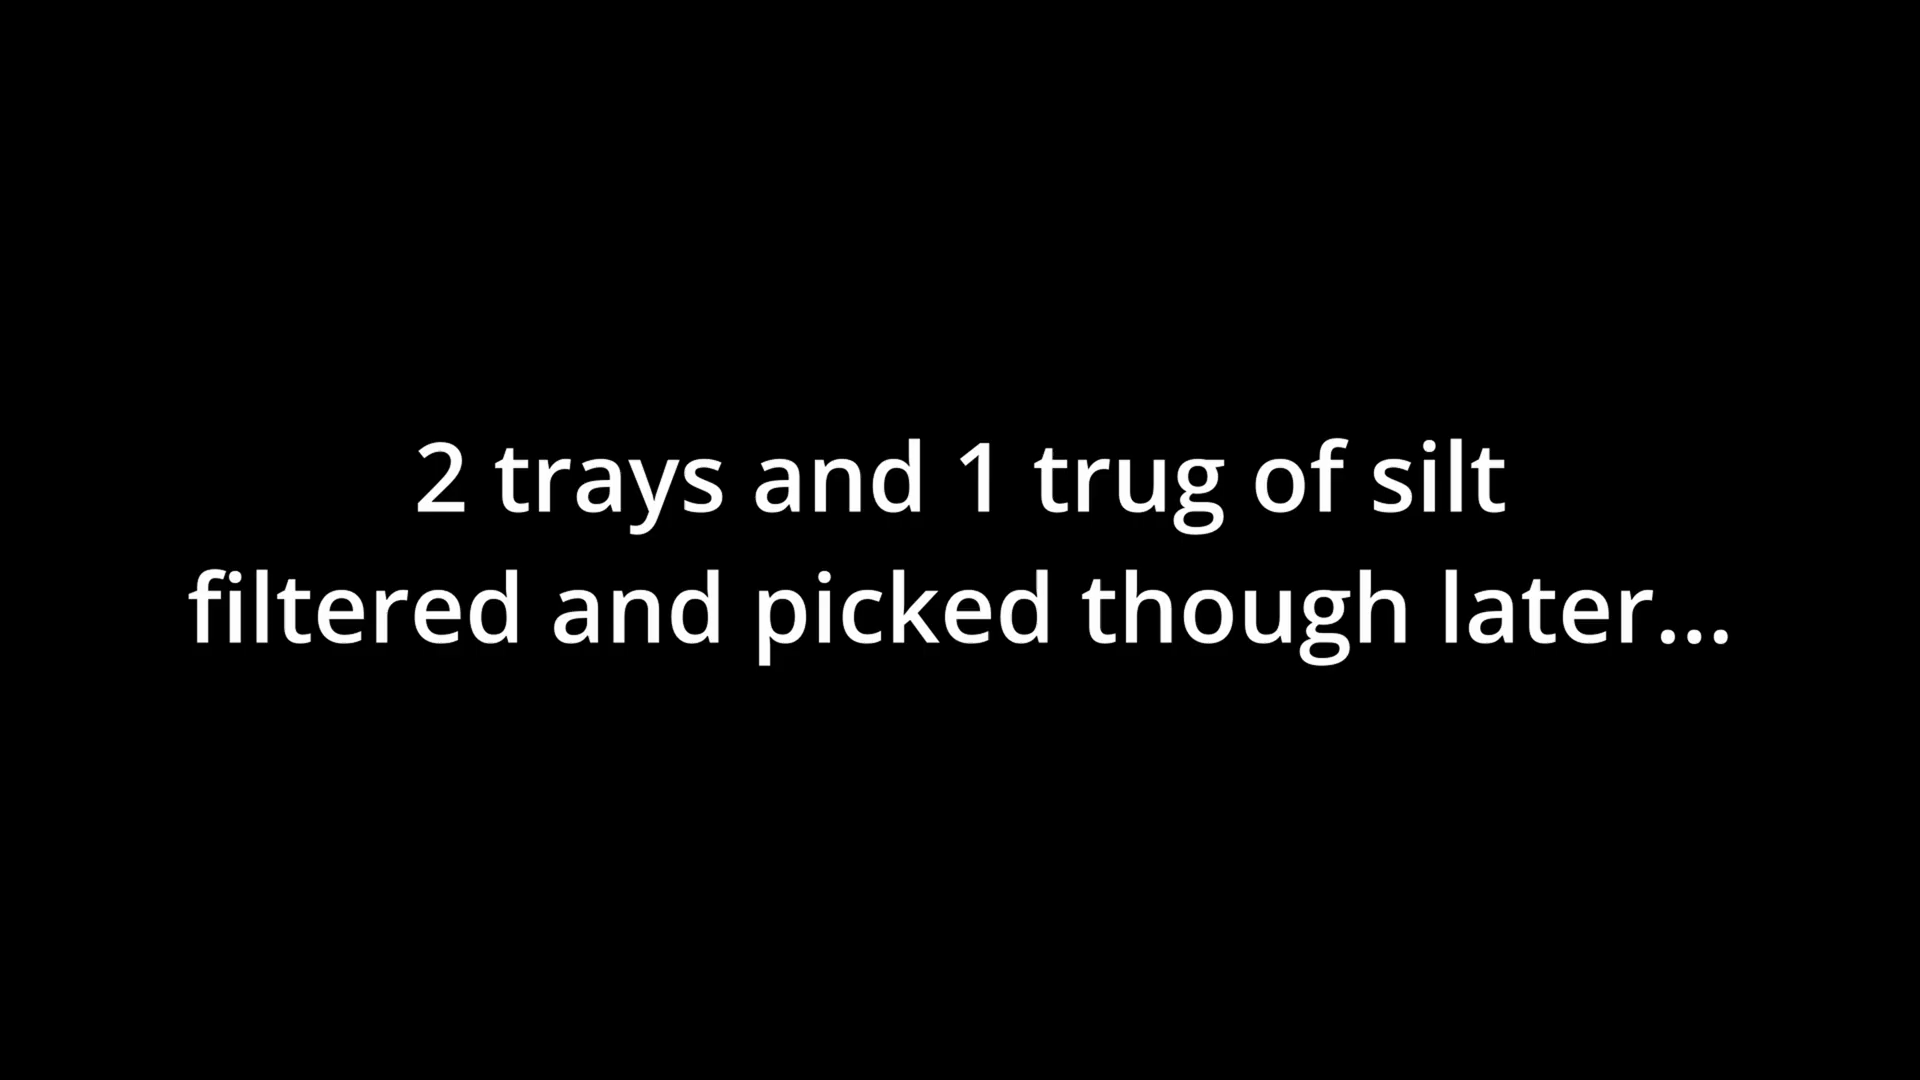 2 trays and 1 trug of silt
filtered and picked though later...